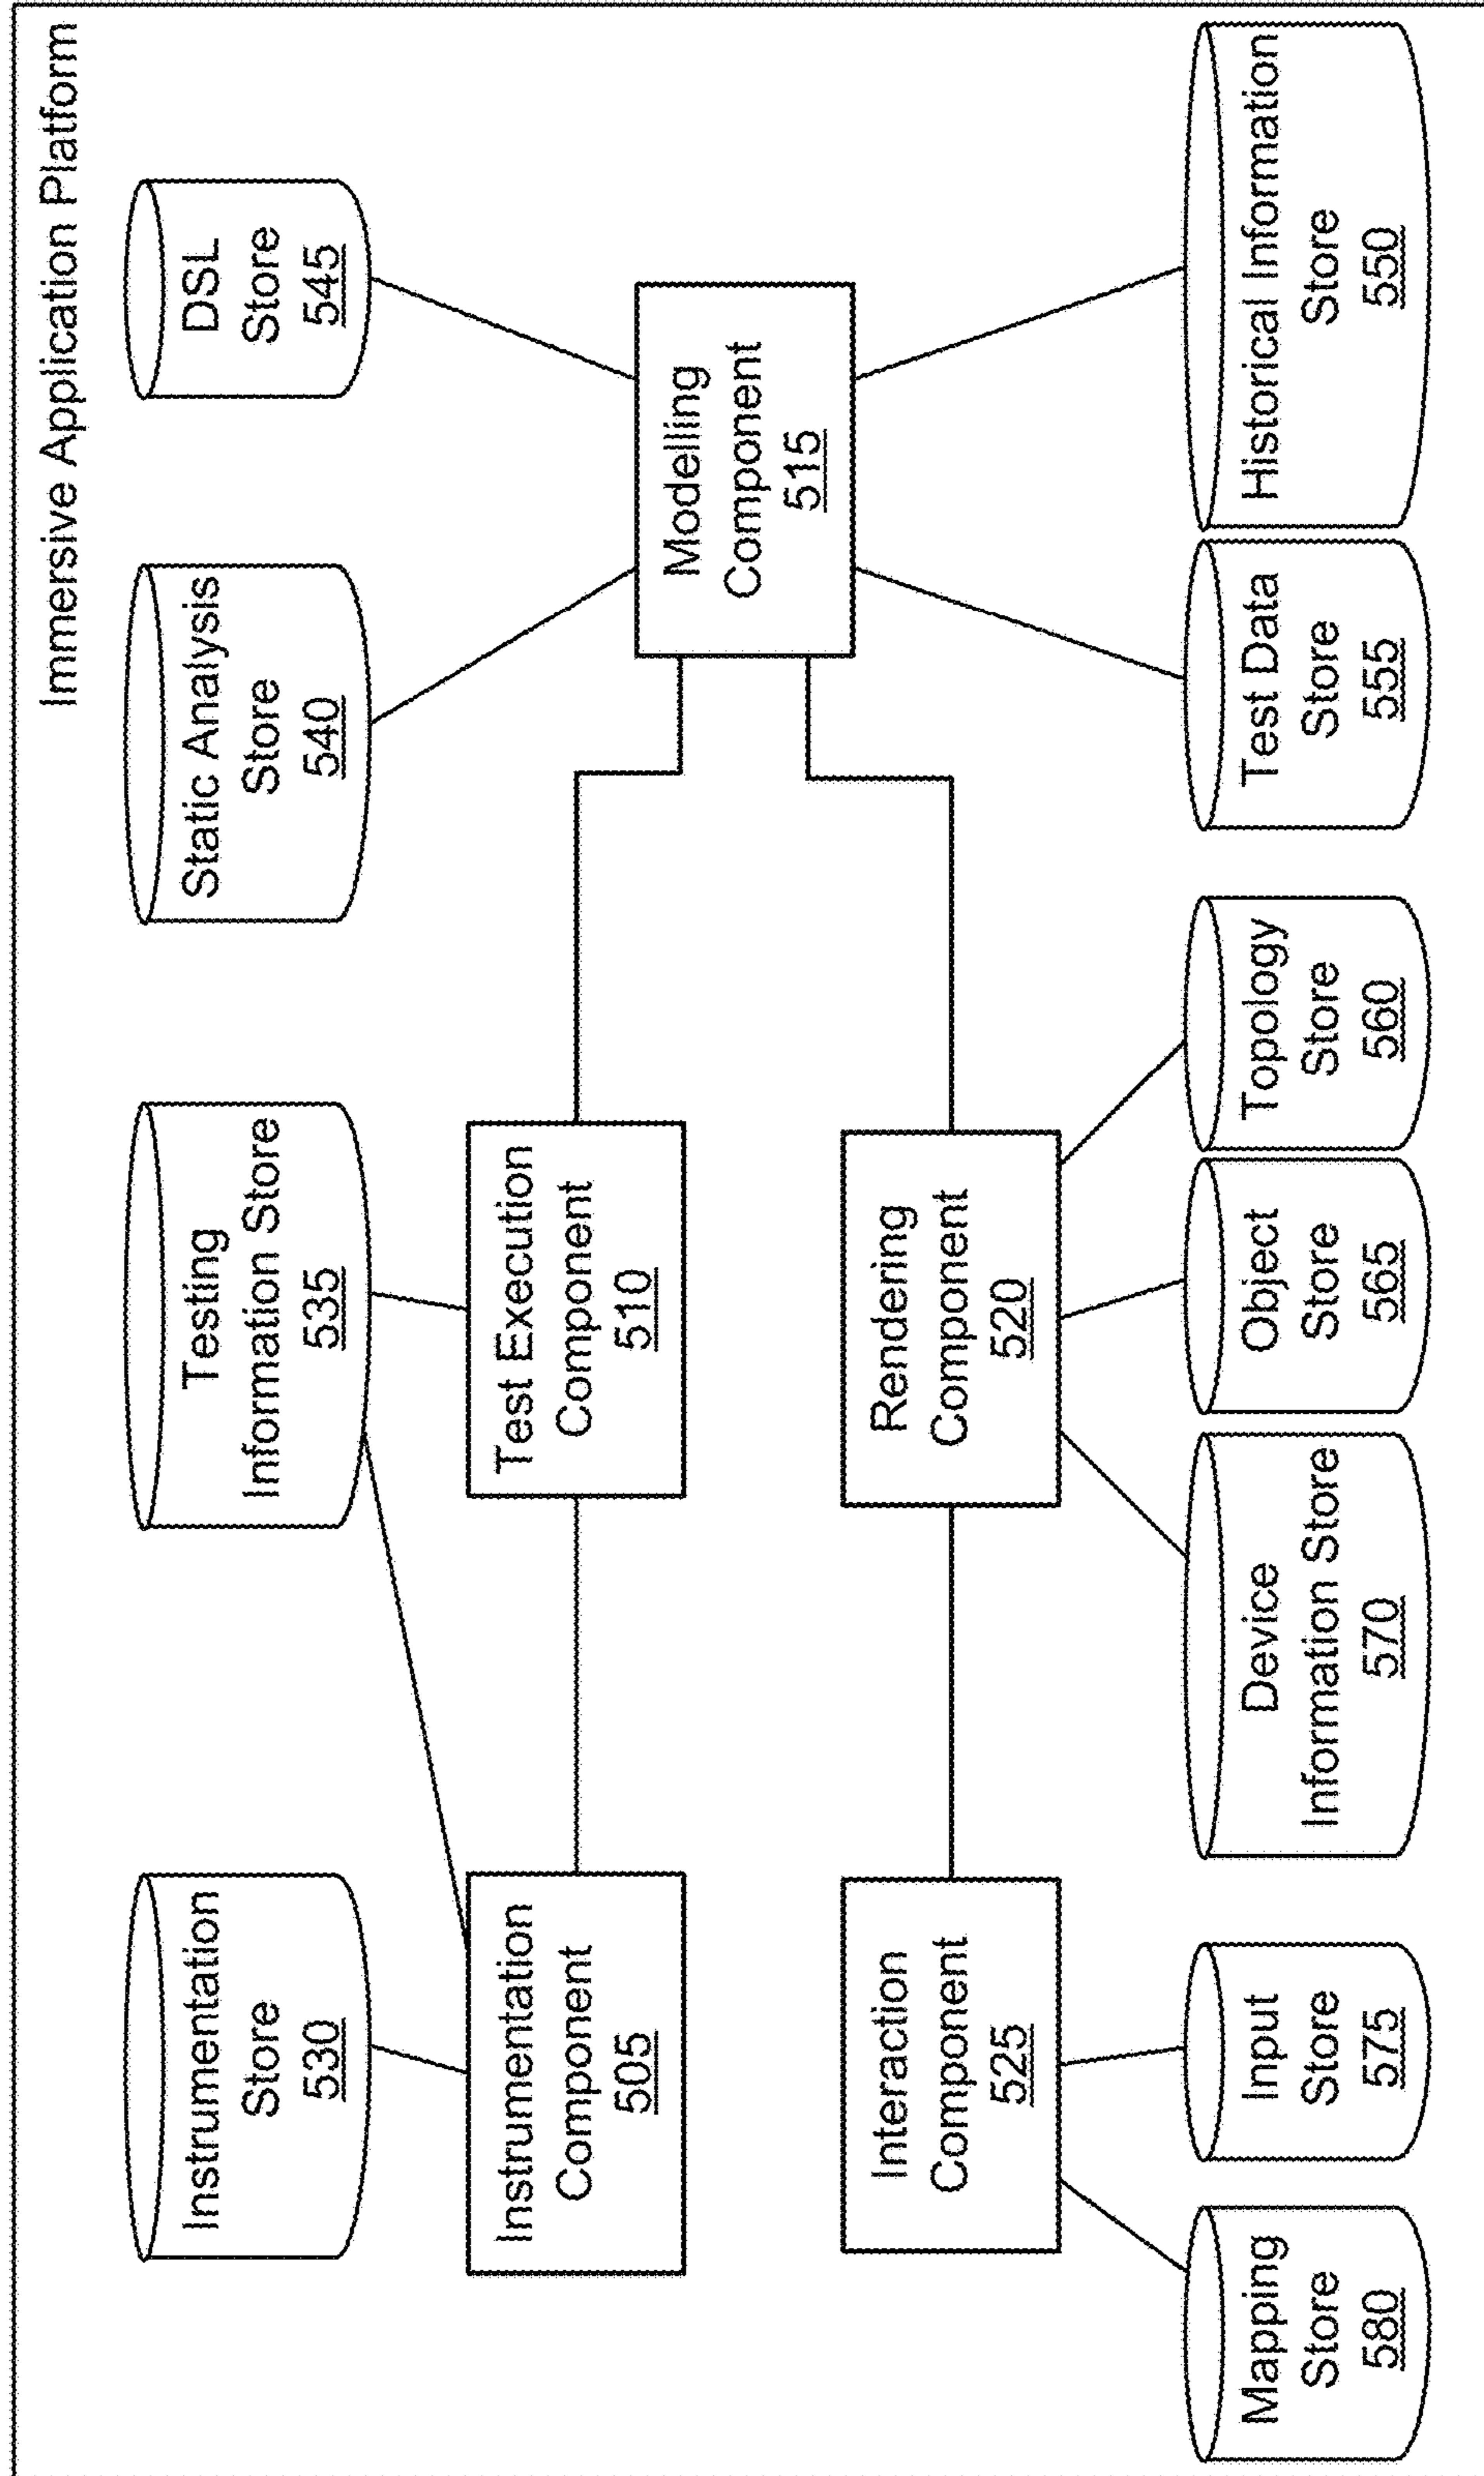 Immersive Application Platform
Instrumentation
Store
530
Testing
Information Store
535
Static Analysis
Store
540
DSL
Store
545
Instrumentation
Component
505
Test Execution
Component
510
Modelling
Component
515
Interaction
Component
525
Rendering
Component
520
Mapping
Store
580
Input
Store
575
Device
Information Store
570
Object
Store
565
Topology
Store
560
Test Data
Store
555
Historical Information
Store
550